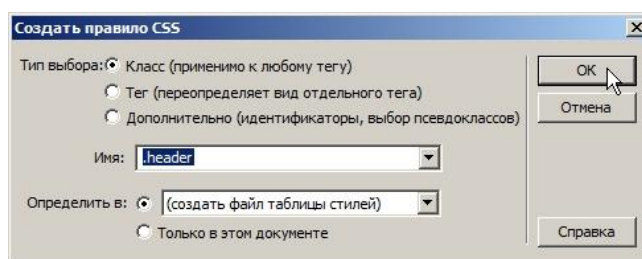 Создать правило CSS
Тип выбора: Класс (применимо к любому тегу)
Тег (переопределяет вид отдельного тега)
Дополнительно (идентификаторы, выбор псевдоклассов)
Имя: .header
Определить в: (создать файл таблицы стилей)
Только в этом документе
OK
Отмена
Справка